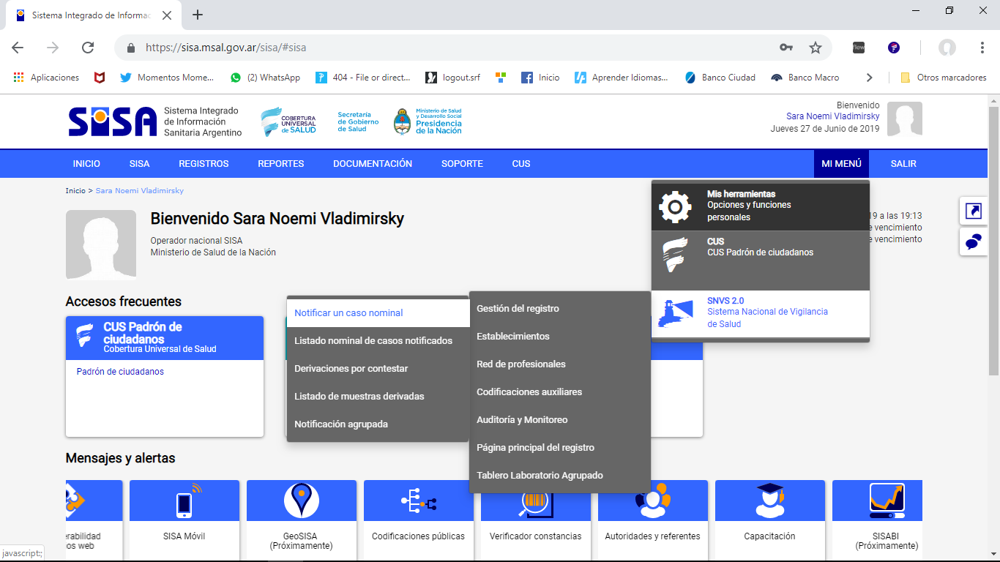 Sistema Integrado de Informac
https://sisa.msal.gov.ar/sisa/#sisa
flew
Aplicaciones
Momentos Mome...
(2) WhatsApp
404 - File or direct...
logout.srf
Inicio
Aprender Idiomas...
Banco Ciudad
Banco Macro
Otros marcadores
SISA
Sistema Integrado
de Información
Sanitaria Argentino
COBERTURA
UNIVERSAL
de SALUD
Secretaría
de Gobierno
de Salud
Ministerio de Salud
y Desarrollo Social
Presidencia
de la Nación
Bienvenido
Sara Noemi Vladimirsky
Jueves 27 de Junio de 2019
INICIO
SISA
REGISTROS
REPORTES
DOCUMENTACIÓN
SOPORTE
CUS
MI MENÚ
SALIR
Inicio > Sara Noemi Vladimirsky
Bienvenido Sara Noemi Vladimirsky
Operador nacional SISA
Ministerio de Salud de la Nación
19 a las 19:13
e vencimiento
e vencimiento
Mis herramientas
Opciones y funciones
personales
CUS
CUS Padrón de ciudadanos
SNVS 2.0
Sistema Nacional de Vigilancia
de Salud
Gestión del registro
Establecimientos
Red de profesionales
Codificaciones auxiliares
Auditoría y Monitoreo
Página principal del registro
Tablero Laboratorio Agrupado
Notificar un caso nominal
Listado nominal de casos notificados
Derivaciones por contestar
Listado de muestras derivadas
Notificación agrupada
Accesos frecuentes
CUS Padrón de
ciudadanos
Cobertura Universal de Salud
Padrón de ciudadanos
Mensajes y alertas
erabilidad
os web
SISA Móvil
GeoSISA
(Próximamente)
Codificaciones públicas
Verificador constancias
Autoridades y referentes
Capacitación
SISABI
(Próximamente)
javascript:;